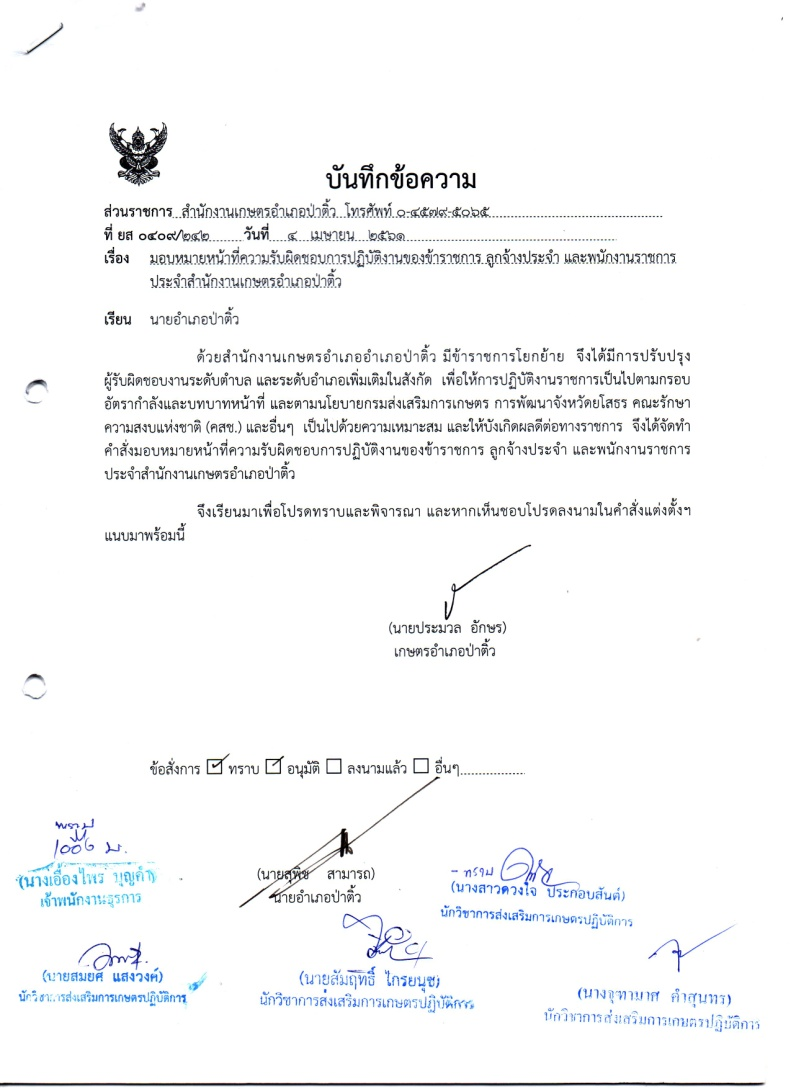 บันทึกข้อความ
ส่วนราชการ สำนักงานเกษตรอำเภอป่าติ้ว โทรศัพท์ ๐-๔๕๗๙-๕๐๖๕
ที่ ยส ๐๔๐๙/๒๔๒ วันที่ ๔ เมษายน ๒๕๖๑
เรื่อง มอบหมายหน้าที่ความรับผิดชอบการปฏิบัติงานของข้าราชการ ลูกจ้างประจำ และพนักงานราชการ
ประจำสำนักงานเกษตรอำเภอป่าติ้ว
เรียน นายอำเภอป่าติ้ว
ด้วยสำนักงานเกษตรอำเภออำเภอป่าติ้ว มีข้าราชการโยกย้าย จึงได้มีการปรับปรุง
ผู้รับผิดชอบงานระดับตำบล และระดับอำเภอเพิ่มเติมในสังกัด เพื่อให้การปฏิบัติงานราชการเป็นไปตามกรอบ
อัตรากำลังและบทบาทหน้าที่ และตามนโยบายกรมส่งเสริมการเกษตร การพัฒนาจังหวัดยโสธร คณะรักษา
ความสงบแห่งชาติ (คสช.) และอื่นๆ เป็นไปด้วยความเหมาะสม และให้บังเกิดผลดีต่อทางราชการ จึงได้จัดทำ
คำสั่งมอบหมายหน้าที่ความรับผิดชอบการปฏิบัติงานของข้าราชการ ลูกจ้างประจำ และพนักงานราชการ
ประจำสำนักงานเกษตรอำเภอป่าติ้ว
จึงเรียนมาเพื่อโปรดทราบและพิจารณา และหากเห็นชอบโปรดลงนามในคำสั่งแต่งตั้งฯ
แนบมาพร้อมนี้
(นายประมวล อักษร)
เกษตรอำเภอป่าติ้ว
ข้อสั่งการ ทราบ อนุมัติ ลงนามแล้ว อื่นๆ
ทราบ
(นางเอื้องไพร บุญคำ)
เจ้าพนักงานธุรการ
(นายสุพิช สามารถ)
นายอำเภอป่าติ้ว
- ทราบ
(นางสาวดวงใจ ประกอบสันต์)
นักวิชาการส่งเสริมการเกษตรปฏิบัติการ
(นายสมยศ แสงวงค์)
นักวิชาการส่งเสริมการเกษตรปฏิบัติการ
(นายสัมฤทธิ์ ไกรยนุช)
นักวิชาการส่งเสริมการเกษตรปฏิบัติการ
(นางจุฑามาศ คำสุนทร)
นักวิชาการส่งเสริมการเกษตรปฏิบัติการ